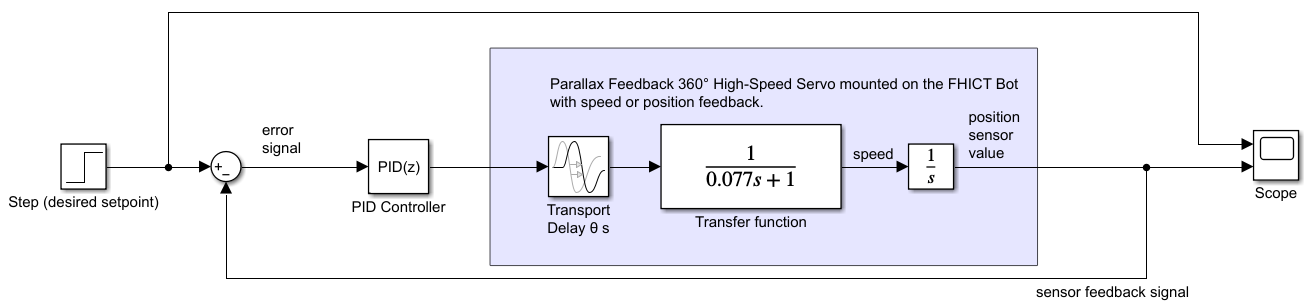 Parallax Feedback 360° High-Speed Servo mounted on the FHICT Bot
with speed or position feedback.
position
sensor
value
error
signal
+
−
PID(z)
1
0.077s + 1
speed
1
s
Step (desired setpoint)
PID Controller
Transport
Delay θ s
Transfer function
Scope
sensor feedback signal